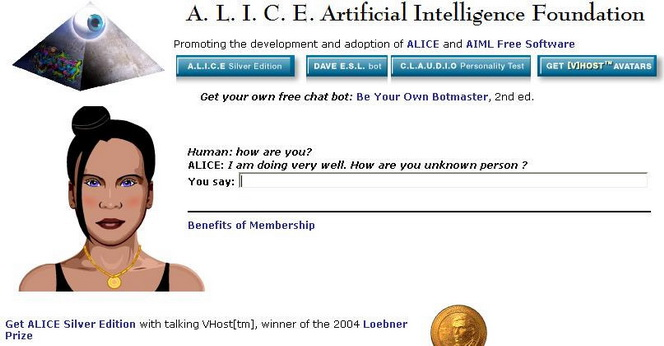 A. L. I. C. E. Artificial Intelligence Foundation
Promoting the development and adoption of ALICE and AIML Free Software
A.L.I.C.E Silver Edition
DAVE E.S.L. bot
C.L.A.U.D.I.O Personality Test
GET [V]HOST™ AVATARS
Get your own free chat bot: Be Your Own Botmaster, 2nd ed.
Human: how are you?
ALICE: I am doing very well. How are you unknown person ?
You say:
Benefits of Membership
Get ALICE Silver Edition with talking VHost[tm], winner of the 2004 Loebner
Prize